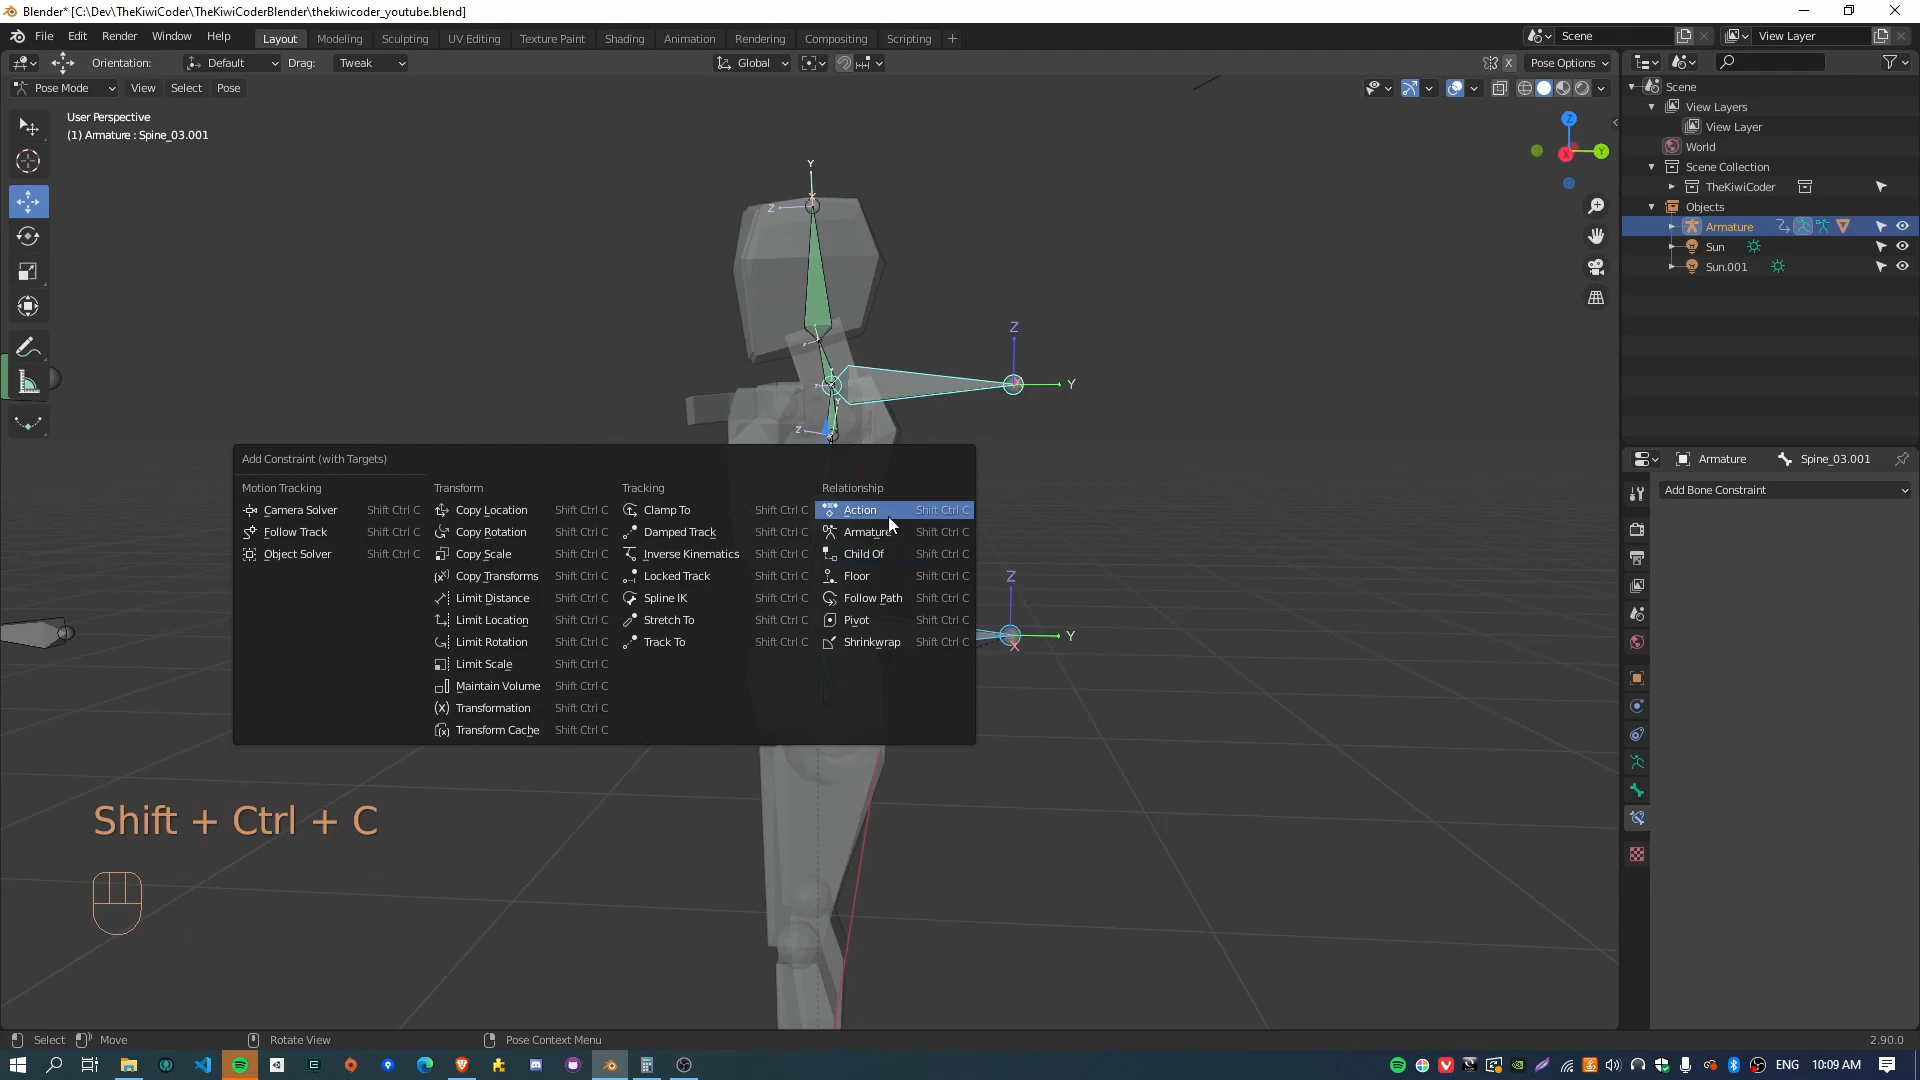 Blender* [C:\Dev\TheKiwiCoder\TheKiwiCoderBlender\thekiwicoder_youtube.blend]
File Edit Render Window Help Layout Modeling Sculpting UV Editing Texture Paint Shading Animation Rendering Compositing Scripting + Scene View Layer
Orientation: Default Drag: Tweak Global X Pose Options
Pose Mode View Select Pose
User Perspective
(1) Armature : Spine_03.001
Scene
View Layers
View Layer
World
Scene Collection
TheKiwiCoder
Objects
Armature
Sun
Sun.001
Z
X
Y
Y
Z
Z
Y
Z
Z
X
Y
Armature Spine_03.001
Add Bone Constraint
Add Constraint (with Targets)
Motion Tracking Transform Tracking Relationship
Camera Solver Shift Ctrl C Copy Location Shift Ctrl C Clamp To Shift Ctrl C Action Shift Ctrl C
Follow Track Shift Ctrl C Copy Rotation Shift Ctrl C Damped Track Shift Ctrl C Armature Shift Ctrl C
Object Solver Shift Ctrl C Copy Scale Shift Ctrl C Inverse Kinematics Shift Ctrl C Child Of Shift Ctrl C
Copy Transforms Shift Ctrl C Locked Track Shift Ctrl C Floor Shift Ctrl C
Limit Distance Shift Ctrl C Spline IK Shift Ctrl C Follow Path Shift Ctrl C
Limit Location Shift Ctrl C Stretch To Shift Ctrl C Pivot Shift Ctrl C
Limit Rotation Shift Ctrl C Track To Shift Ctrl C Shrinkwrap Shift Ctrl C
Limit Scale Shift Ctrl C
Maintain Volume Shift Ctrl C
Transformation Shift Ctrl C
Transform Cache Shift Ctrl C
Shift + Ctrl + C
Select Move Rotate View Pose Context Menu 2.90.0
ENG 10:09 AM